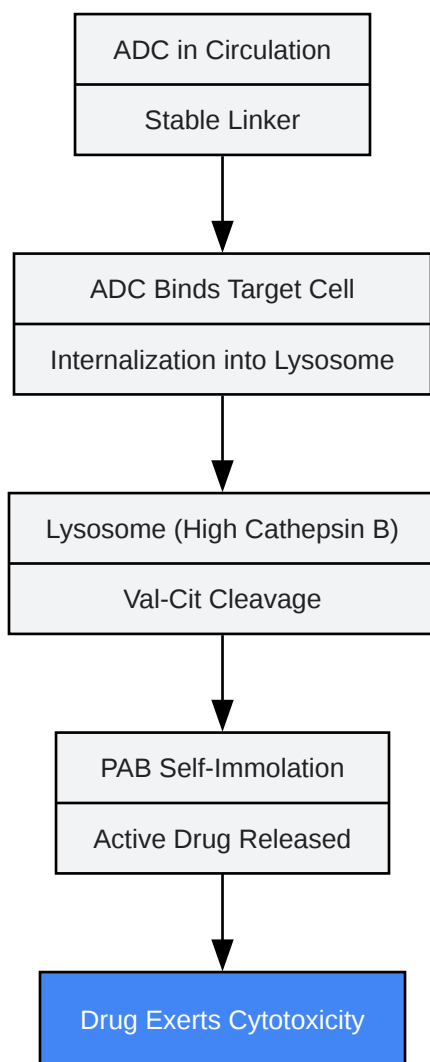 ADC in Circulation
Stable Linker
ADC Binds Target Cell
Internalization into Lysosome
Lysosome (High Cathepsin B)
Val-Cit Cleavage
PAB Self-Immolation
Active Drug Released
Drug Exerts Cytotoxicity